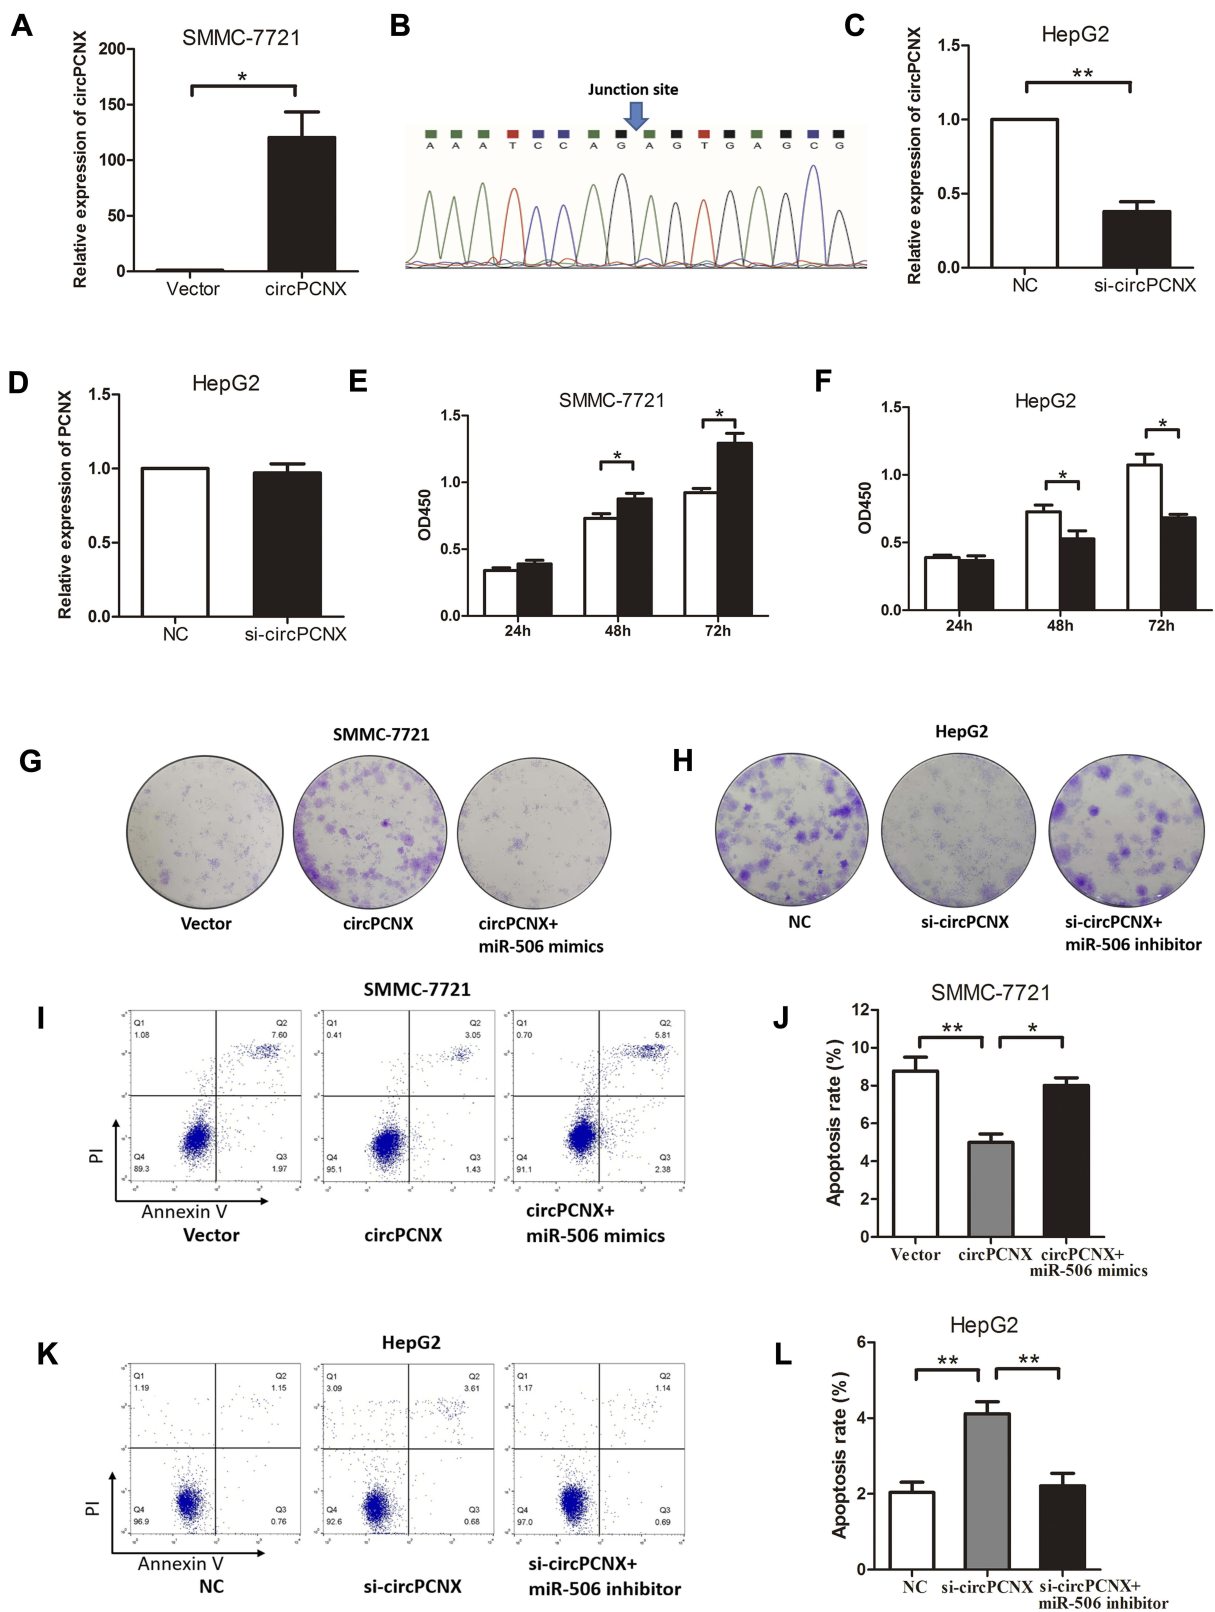 A
SMMC-7721
Relative expression of circPCNX
200
150
100
50
0
*
Vector
circPCNX
B
Junction site
A A A T C C A G A G T G A G C G
C
HepG2
Relative expression of circPCNX
1.5
1.0
0.5
0.0
**
NC
si-circPCNX
D
HepG2
Relative expression of PCNX
1.5
1.0
0.5
0.0
NC
si-circPCNX
E
SMMC-7721
OD450
1.5
1.0
0.5
0.0
*
*
24h
48h
72h
F
HepG2
OD450
1.5
1.0
0.5
0.0
*
*
24h
48h
72h
G
SMMC-7721
Vector
circPCNX
circPCNX+
miR-506 mimics
H
HepG2
NC
si-circPCNX
si-circPCNX+
miR-506 inhibitor
I
SMMC-7721
Q1
1.08
Q2
7.60
Q4
89.3
Q3
1.97
Q1
0.41
Q2
3.05
Q4
95.1
Q3
1.43
Q1
0.70
Q2
5.81
Q4
91.1
Q3
2.38
PI
Annexin V
Vector
circPCNX
circPCNX+
miR-506 mimics
J
SMMC-7721
Apoptosis rate (%)
12
10
8
6
4
2
0
**
*
Vector
circPCNX
circPCNX+
miR-506 mimics
K
HepG2
Q1
1.19
Q2
1.15
Q4
96.9
Q3
0.76
Q1
3.09
Q2
3.61
Q4
92.6
Q3
0.68
Q1
1.17
Q2
1.14
Q4
97.0
Q3
0.69
PI
Annexin V
NC
si-circPCNX
si-circPCNX+
miR-506 inhibitor
L
HepG2
Apoptosis rate (%)
6
4
2
0
**
**
NC
si-circPCNX
si-circPCNX+
miR-506 inhibitor